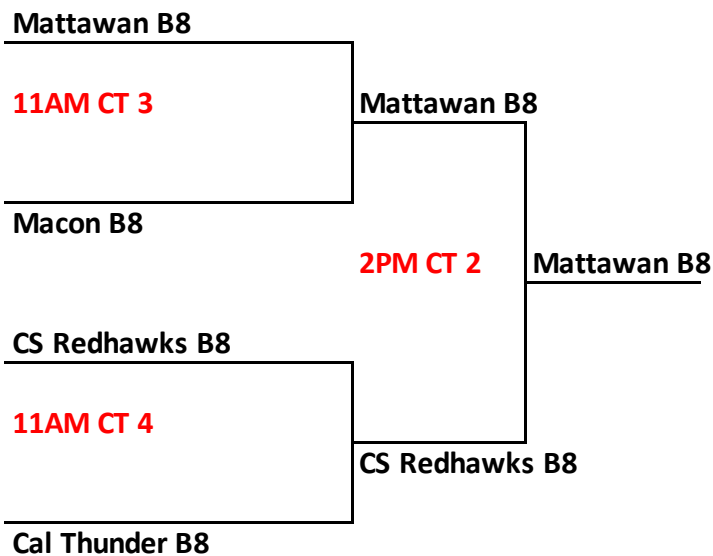 Mattawan B8
11AM CT 3
Mattawan B8
Macon B8
2PM CT 2
Mattawan B8
CS Redhawks B8
11AM CT 4
CS Redhawks B8
Cal Thunder B8